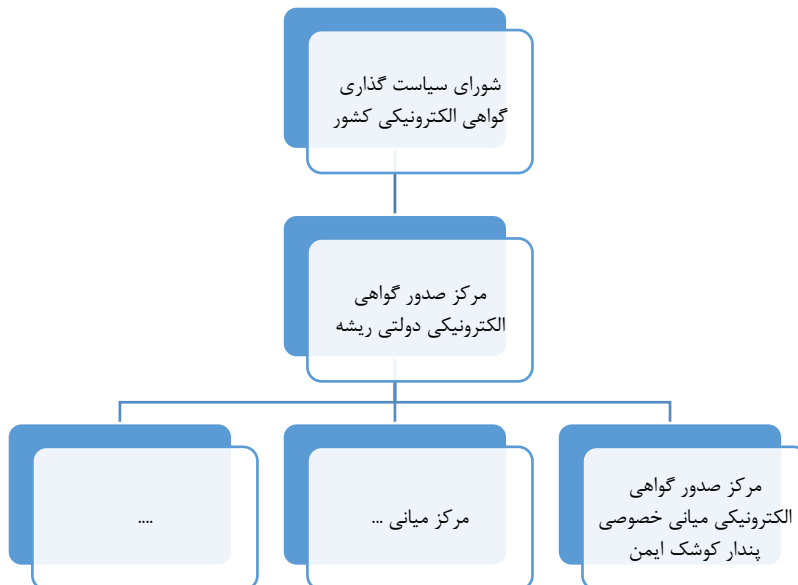 شورای سیاست گذاری
گواهی الکترونیکی کشور
مرکز صدور گواهی
الکترونیکی دولتی ریشه
مرکز صدور گواهی
الکترونیکی میانی خصوصی
پندار کوشک ایمن
مرکز میانی ...
....